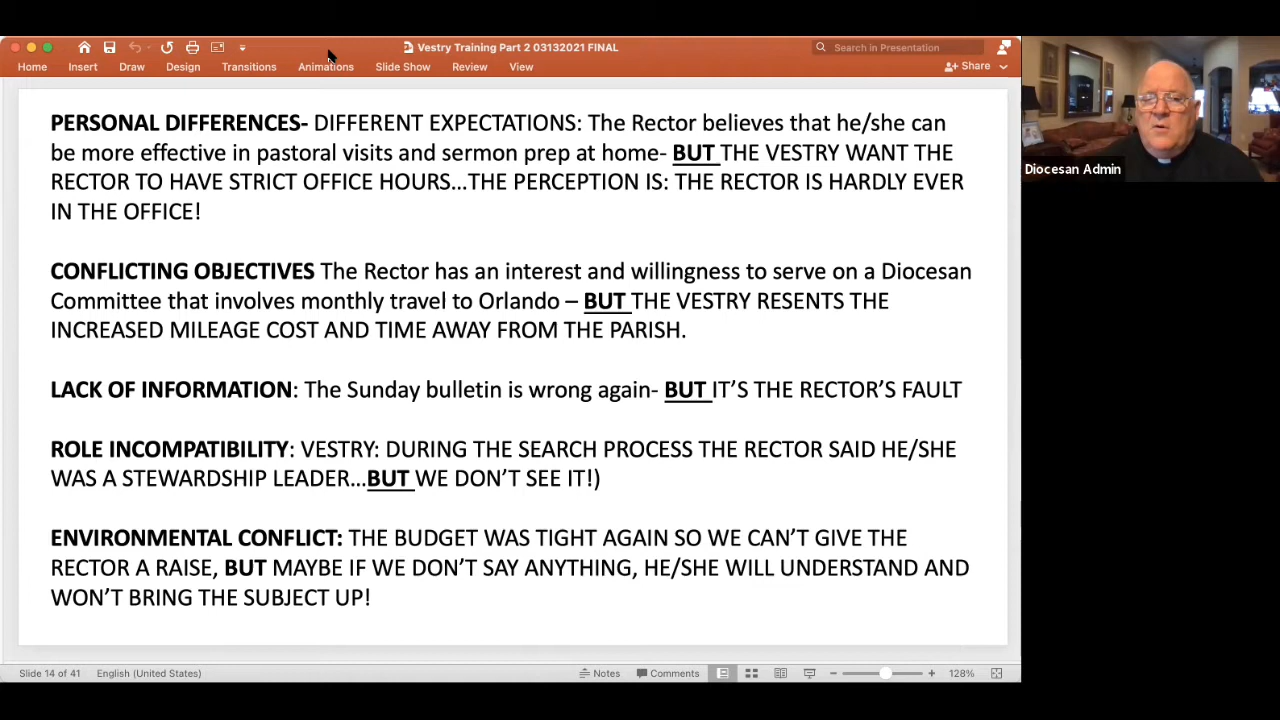 Vestry Training Part 2 03132021 FINAL
Search in Presentation
Home Insert Draw Design Transitions Animations Slide Show Review View Share
PERSONAL DIFFERENCES- DIFFERENT EXPECTATIONS: The Rector believes that he/she can
be more effective in pastoral visits and sermon prep at home- BUT THE VESTRY WANT THE
RECTOR TO HAVE STRICT OFFICE HOURS...THE PERCEPTION IS: THE RECTOR IS HARDLY EVER
IN THE OFFICE!
CONFLICTING OBJECTIVES The Rector has an interest and willingness to serve on a Diocesan
Committee that involves monthly travel to Orlando – BUT THE VESTRY RESENTS THE
INCREASED MILEAGE COST AND TIME AWAY FROM THE PARISH.
LACK OF INFORMATION: The Sunday bulletin is wrong again- BUT IT’S THE RECTOR’S FAULT
ROLE INCOMPATIBILITY: VESTRY: DURING THE SEARCH PROCESS THE RECTOR SAID HE/SHE
WAS A STEWARDSHIP LEADER...BUT WE DON’T SEE IT!)
ENVIRONMENTAL CONFLICT: THE BUDGET WAS TIGHT AGAIN SO WE CAN’T GIVE THE
RECTOR A RAISE, BUT MAYBE IF WE DON’T SAY ANYTHING, HE/SHE WILL UNDERSTAND AND
WON’T BRING THE SUBJECT UP!
Slide 14 of 41 English (United States) Notes Comments 128%
Diocesan Admin